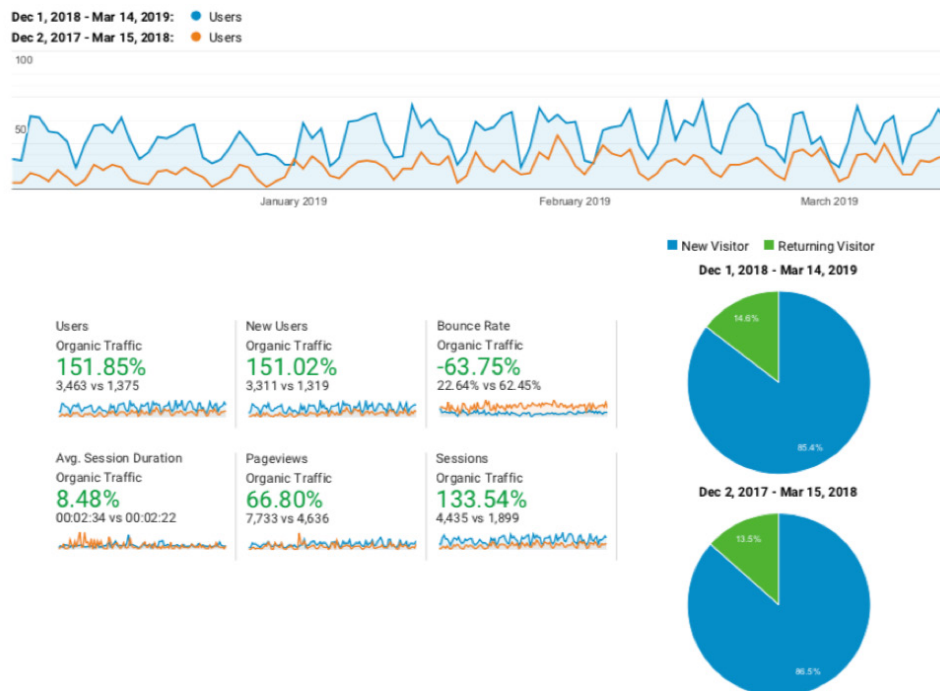 Dec 1, 2018 - Mar 14, 2019: Users
Dec 2, 2017 - Mar 15, 2018: Users
100
50
January 2019
February 2019
March 2019
New Visitor Returning Visitor
Dec 1, 2018 - Mar 14, 2019
14.6%
85.4%
Users
Organic Traffic
151.85%
3,463 vs 1,375
New Users
Organic Traffic
151.02%
3,311 vs 1,319
Bounce Rate
Organic Traffic
-63.75%
22.64% vs 62.45%
Avg. Session Duration
Organic Traffic
8.48%
00:02:34 vs 00:02:22
Pageviews
Organic Traffic
66.80%
7,733 vs 4,636
Sessions
Organic Traffic
133.54%
4,435 vs 1,899
Dec 2, 2017 - Mar 15, 2018
13.5%
86.5%